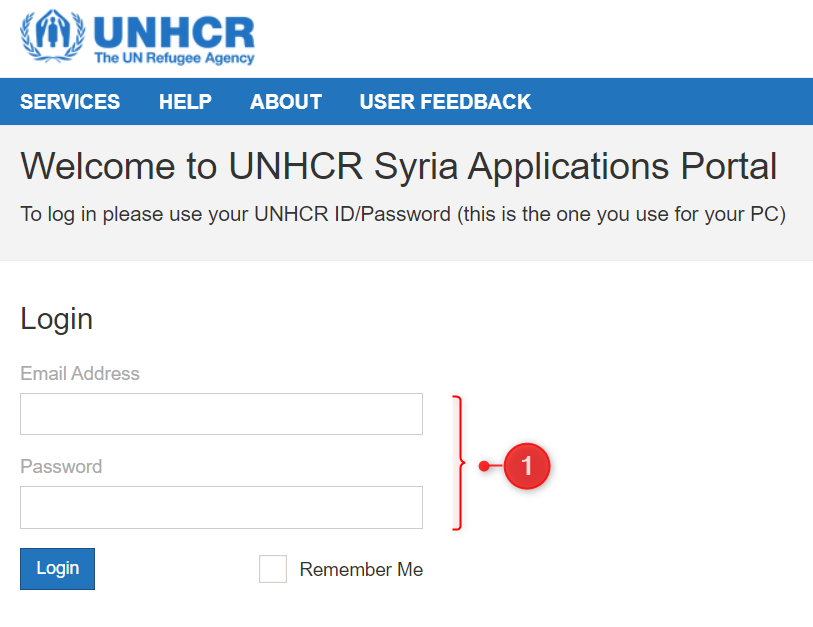 UNHCR
The UN Refugee Agency
SERVICES HELP ABOUT USER FEEDBACK
Welcome to UNHCR Syria Applications Portal
To log in please use your UNHCR ID/Password (this is the one you use for your PC)
Login
Email Address
1
Password
Login Remember Me